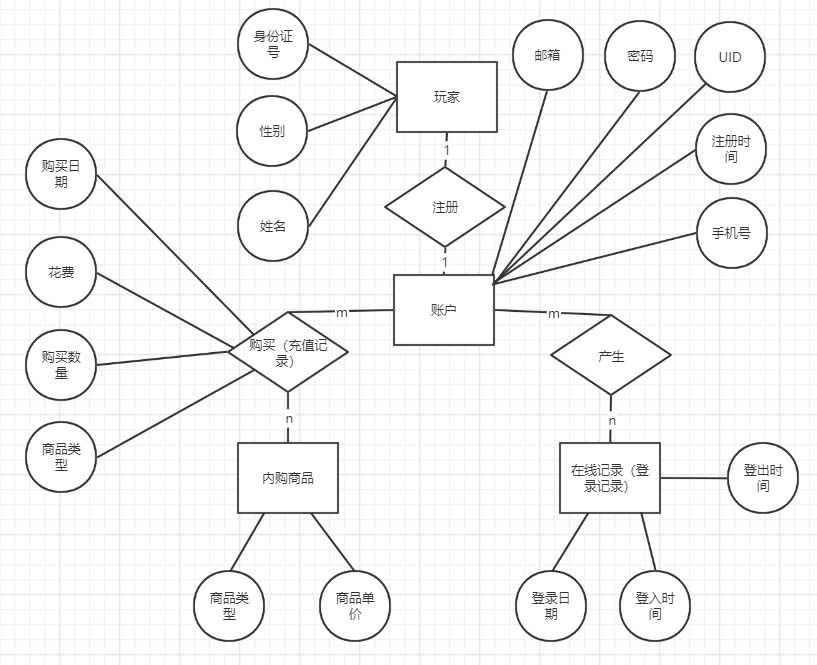 身份证
号
性别
姓名
玩家
邮箱
密码
UID
注册时
间
手机号
1
注册
1
账户
购买日
期
花费
购买数
量
商品类
型
m
购买（充值记
录）
n
内购商品
商品类
型
商品单
价
m
产生
n
在线记录（登
录记录）
登出时
间
登录日
期
登入时
间